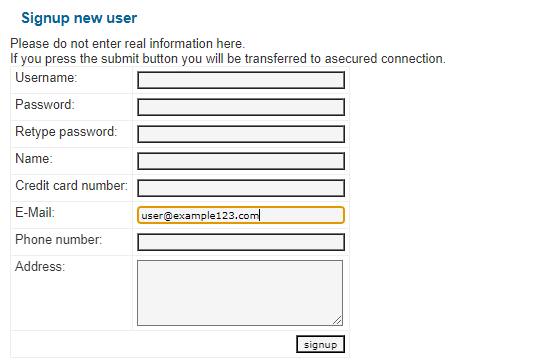 Signup new user
Please do not enter real information here.
If you press the submit button you will be transferred to asecured connection.
Username:
Password:
Retype password:
Name:
Credit card number:
E-Mail: user@example123.com
Phone number:
Address:
signup